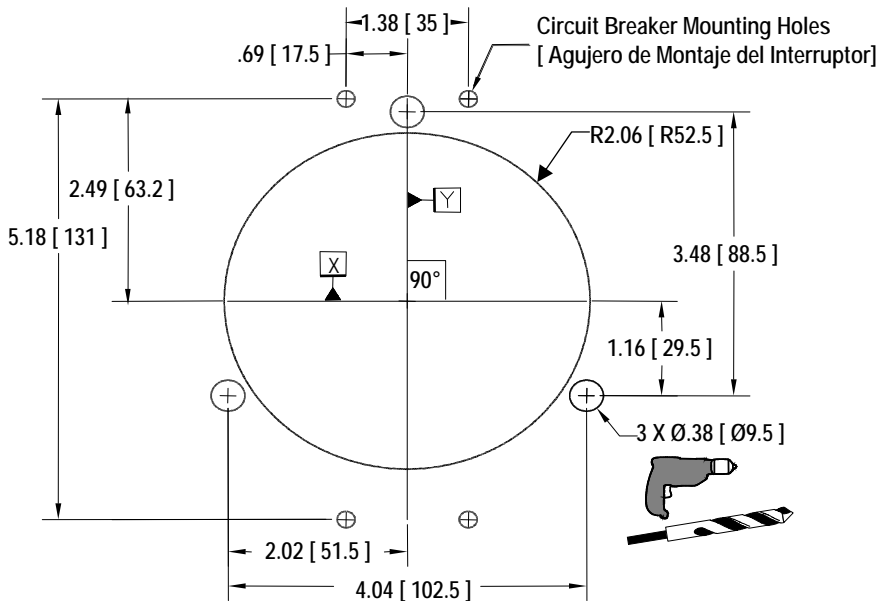 1.38 [ 35 ]
Circuit Breaker Mounting Holes
[ Agujero de Montaje del Interruptor]
.69 [ 17.5 ]
R2.06 [ R52.5 ]
2.49 [ 63.2 ]
Y
5.18 [ 131 ]
3.48 [ 88.5 ]
X
90°
1.16 [ 29.5 ]
3 X Ø.38 [ Ø9.5 ]
2.02 [ 51.5 ]
4.04 [ 102.5 ]